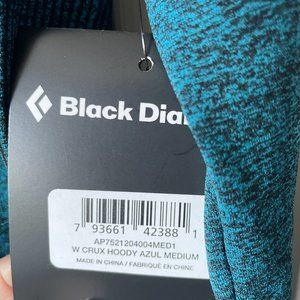 Black Dia
7 93661 42388 1
AP7521204004MED1
W CRUX HOODY AZUL MEDIUM
MADE IN CHINA / FABRIQUÉ EN CHINE